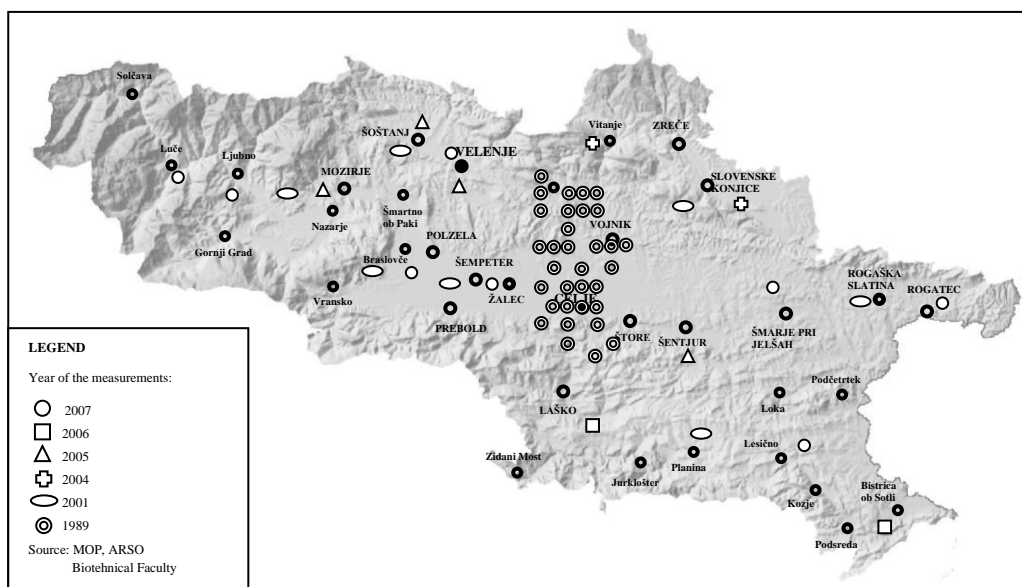 Solčava
Vitanje
ZREČE
ŠOŠTANJ
VELENJE
Luče
Ljubno
MOZIRJE
SLOVENSKE
KONJICE
Šmartno
ob Paki
Nazarje
VOJNIK
Gornji Grad
POLZELA
Braslovče
ŠEMPETER
Vransko
ŽALEC
CELJE
ROGAŠKA
SLATINA
ROGATEC
PREBOLD
ŠTORE
ŠENTJUR
ŠMARJE PRI
JELŠAH
LAŠKO
Loka
Podčetrtek
Zidani Most
Jurklošter
Planina
Lesično
Kozje
Bistrica
ob Sotli
Podsreda
LEGEND
Year of the measurements:
2007
2006
2005
2004
2001
1989
Source: MOP, ARSO
Biotehnical Faculty